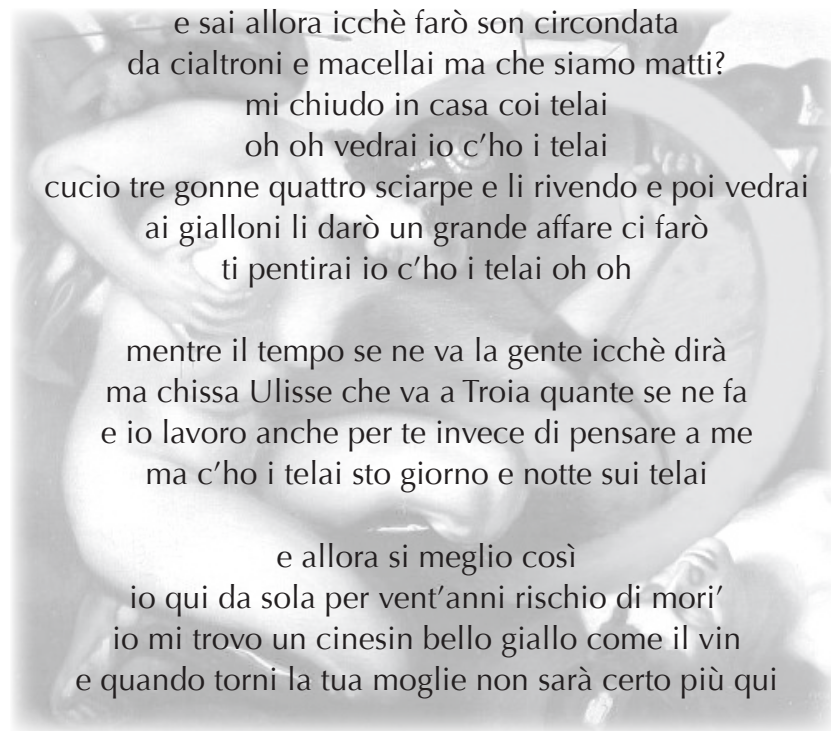 e sai allora icchè farò son circondata
da cialtroni e macellai ma che siamo matti?
mi chiudo in casa coi telai
oh oh vedrai io c’ho i telai
cucio tre gonne quattro sciarpe e li rivendo e poi vedrai
ai gialloni li darò un grande affare ci farò
ti pentirai io c’ho i telai oh oh

mentre il tempo se ne va la gente icchè dirà
ma chissa Ulisse che va a Troia quante se ne fa
e io lavoro anche per te invece di pensare a me
ma c’ho i telai sto giorno e notte sui telai

e allora si meglio così
io qui da sola per vent’anni rischio di mori’
io mi trovo un cinesin bello giallo come il vin
e quando torni la tua moglie non sarà certo più qui